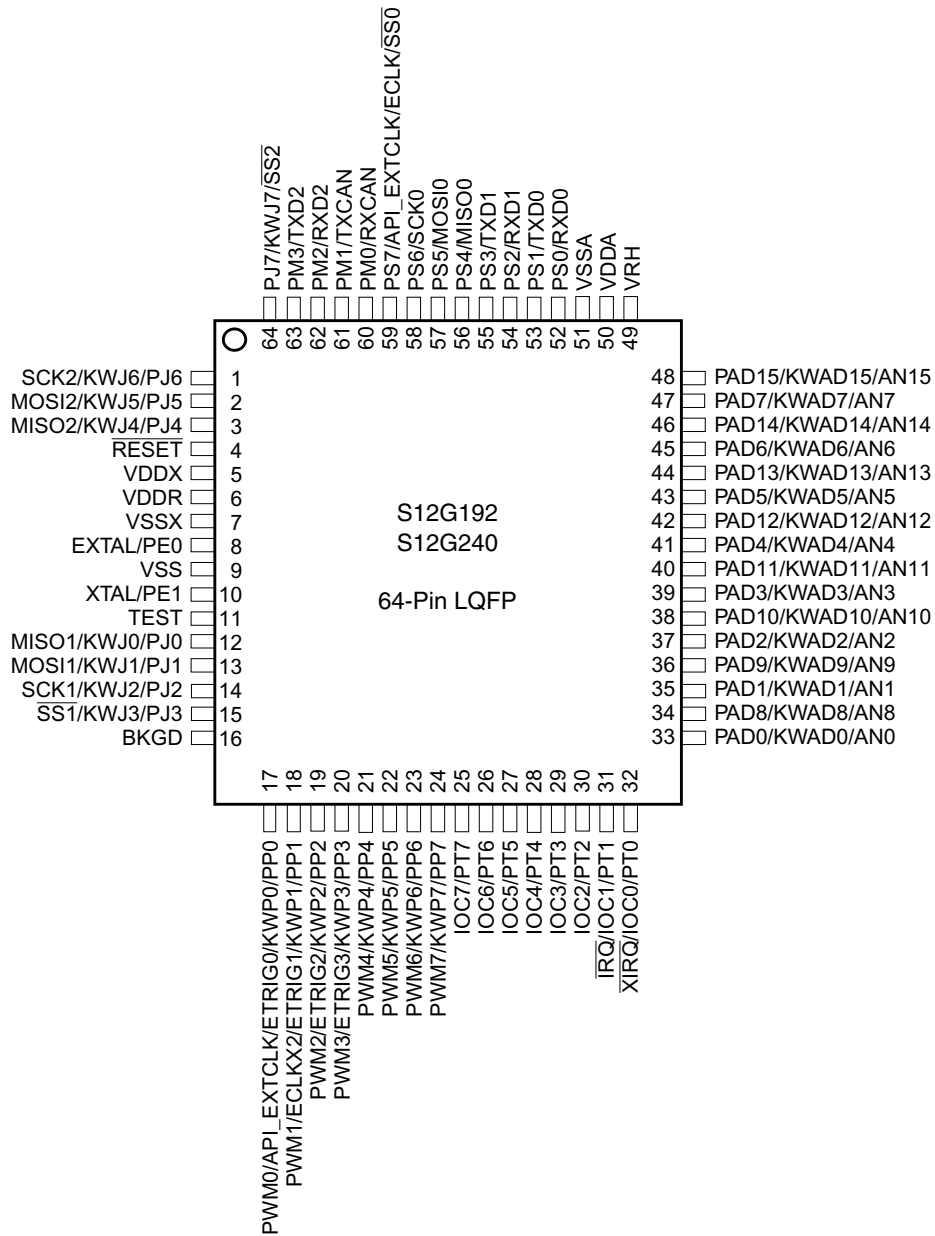 PJ7/KWJ7/SS2
PM3/TXD2
PM2/RXD2
PM1/TXCAN
PM0/RXCAN
PS7/API_EXTCLK/ECLK/SS0
PS6/SCK0
PS5/MOSI0
PS4/MISO0
PS3/TXD1
PS2/RXD1
PS1/TXD0
PS0/RXD0
VSSA
VDDA
VRH
64
63
62
61
60
59
58
57
56
55
54
53
52
51
50
49
SCK2/KWJ6/PJ6 1
MOSI2/KWJ5/PJ5 2
MISO2/KWJ4/PJ4 3
RESET 4
VDDX 5
VDDR 6
VSSX 7
EXTAL/PE0 8
VSS 9
XTAL/PE1 10
TEST 11
MISO1/KWJ0/PJ0 12
MOSI1/KWJ1/PJ1 13
SCK1/KWJ2/PJ2 14
SS1/KWJ3/PJ3 15
BKGD 16
S12G192
S12G240
64-Pin LQFP
48 PAD15/KWAD15/AN15
47 PAD7/KWAD7/AN7
46 PAD14/KWAD14/AN14
45 PAD6/KWAD6/AN6
44 PAD13/KWAD13/AN13
43 PAD5/KWAD5/AN5
42 PAD12/KWAD12/AN12
41 PAD4/KWAD4/AN4
40 PAD11/KWAD11/AN11
39 PAD3/KWAD3/AN3
38 PAD10/KWAD10/AN10
37 PAD2/KWAD2/AN2
36 PAD9/KWAD9/AN9
35 PAD1/KWAD1/AN1
34 PAD8/KWAD8/AN8
33 PAD0/KWAD0/AN0
17
18
19
20
21
22
23
24
25
26
27
28
29
30
31
32
PWM0/API_EXTCLK/ETRIG0/KWP0/PP0
PWM1/ECLKX2/ETRIG1/KWP1/PP1
PWM2/ETRIG2/KWP2/PP2
PWM3/ETRIG3/KWP3/PP3
PWM4/KWP4/PP4
PWM5/KWP5/PP5
PWM6/KWP6/PP6
PWM7/KWP7/PP7
IOC7/PT7
IOC6/PT6
IOC5/PT5
IOC4/PT4
IOC3/PT3
IOC2/PT2
IRQ/IOC1/PT1
XIRQ/IOC0/PT0